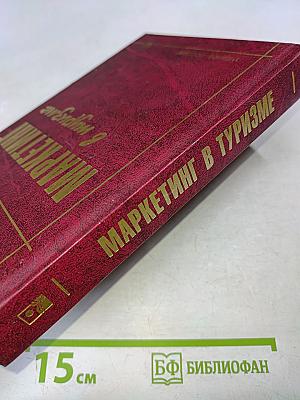 МАРКЕТИНГ
в туризме
МАРКЕТИНГ В ТУРИЗМЕ
15 см
БФ БИБЛИОФАН